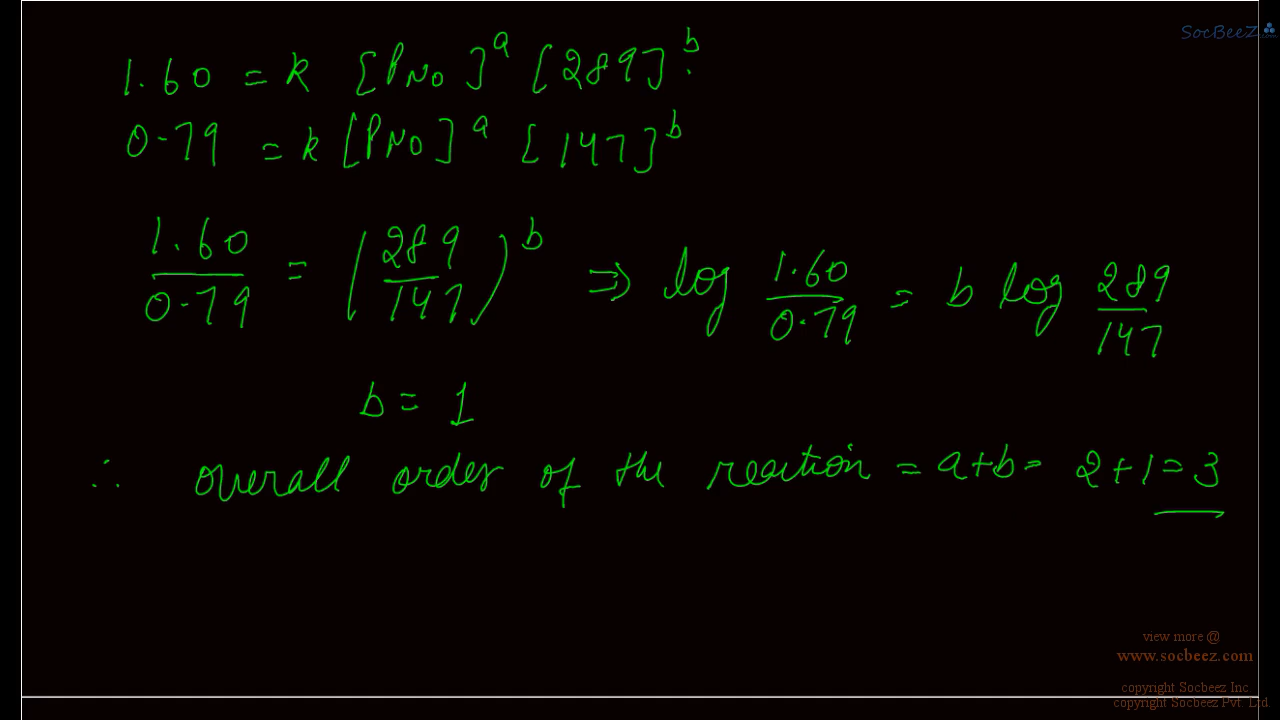 SocBeeZ
1.60 = k [PNO]^a [289]^b.
0.79 = k [PNO]^a [147]^b
1.60/0.79 = (289/147)^b ⇒ log 1.60/0.79 = b log 289/147
b = 1
∴ overall order of the reaction = a+b = 2+1 = 3
view more @
www.socbeez.com
copyright Socbeez Inc
copyright Socbeez Pvt Ltd